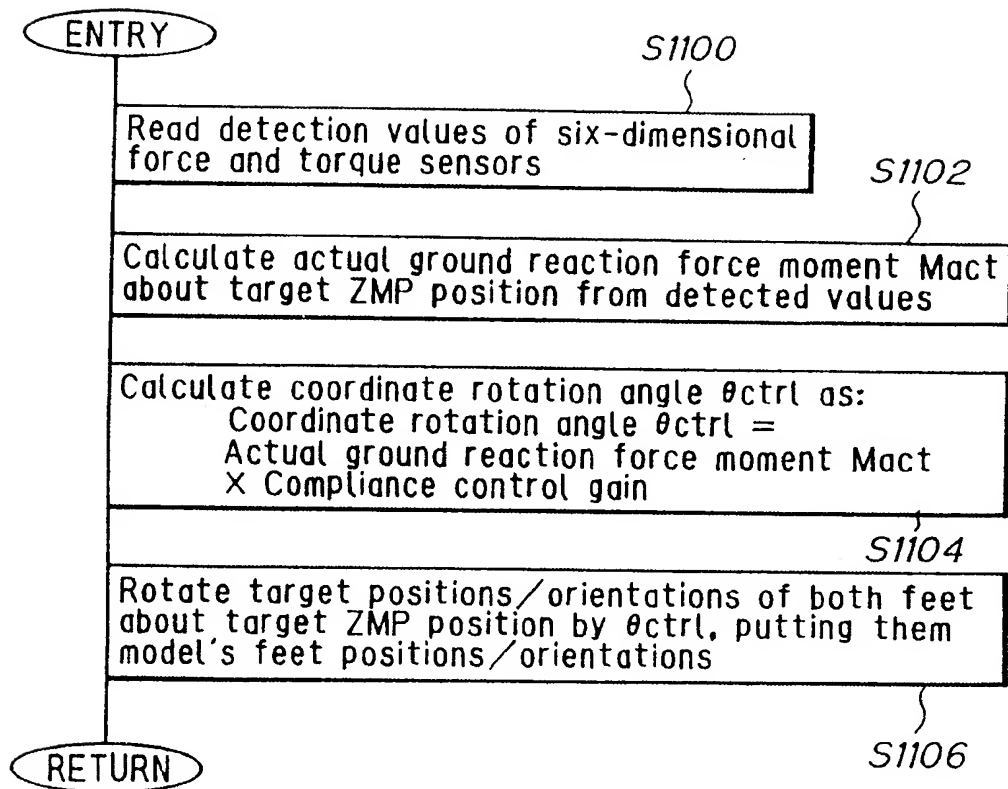 ENTRY
S1100
Read detection values of six-dimensional
force and torque sensors
S1102
Calculate actual ground reaction force moment Mact
about target ZMP position from detected values
Calculate coordinate rotation angle θctrl as:
Coordinate rotation angle θctrl =
Actual ground reaction force moment Mact
X Compliance control gain
S1104
Rotate target positions/orientations of both feet
about target ZMP position by θctrl, putting them
model's feet positions/orientations
S1106
RETURN